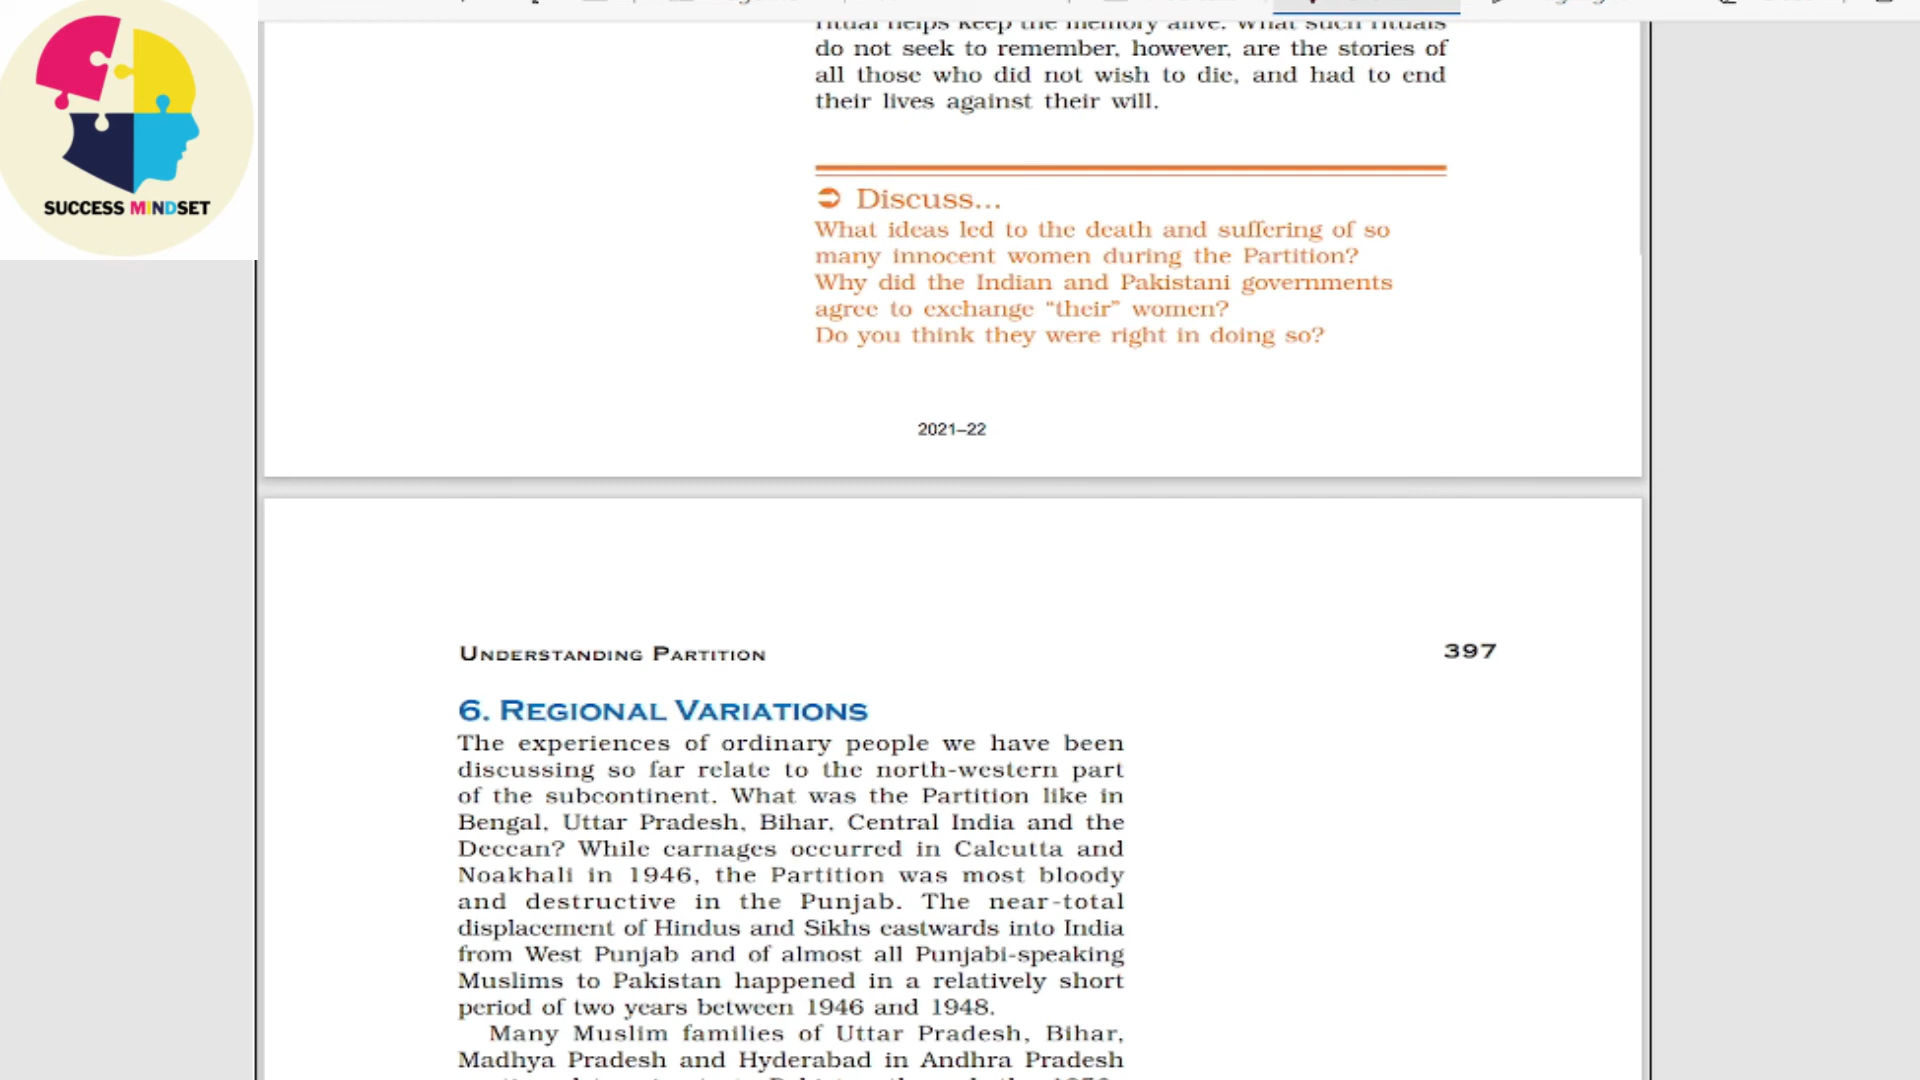 SUCCESS MINDSET
ritual helps keep the memory alive. What such rituals
do not seek to remember, however, are the stories of
all those who did not wish to die, and had to end
their lives against their will.
Discuss...
What ideas led to the death and suffering of so
many innocent women during the Partition?
Why did the Indian and Pakistani governments
agree to exchange “their” women?
Do you think they were right in doing so?
2021–22
UNDERSTANDING PARTITION
397
6. REGIONAL VARIATIONS
The experiences of ordinary people we have been
discussing so far relate to the north-western part
of the subcontinent. What was the Partition like in
Bengal, Uttar Pradesh, Bihar, Central India and the
Deccan? While carnages occurred in Calcutta and
Noakhali in 1946, the Partition was most bloody
and destructive in the Punjab. The near-total
displacement of Hindus and Sikhs eastwards into India
from West Punjab and of almost all Punjabi-speaking
Muslims to Pakistan happened in a relatively short
period of two years between 1946 and 1948.
Many Muslim families of Uttar Pradesh, Bihar,
Madhya Pradesh and Hyderabad in Andhra Pradesh